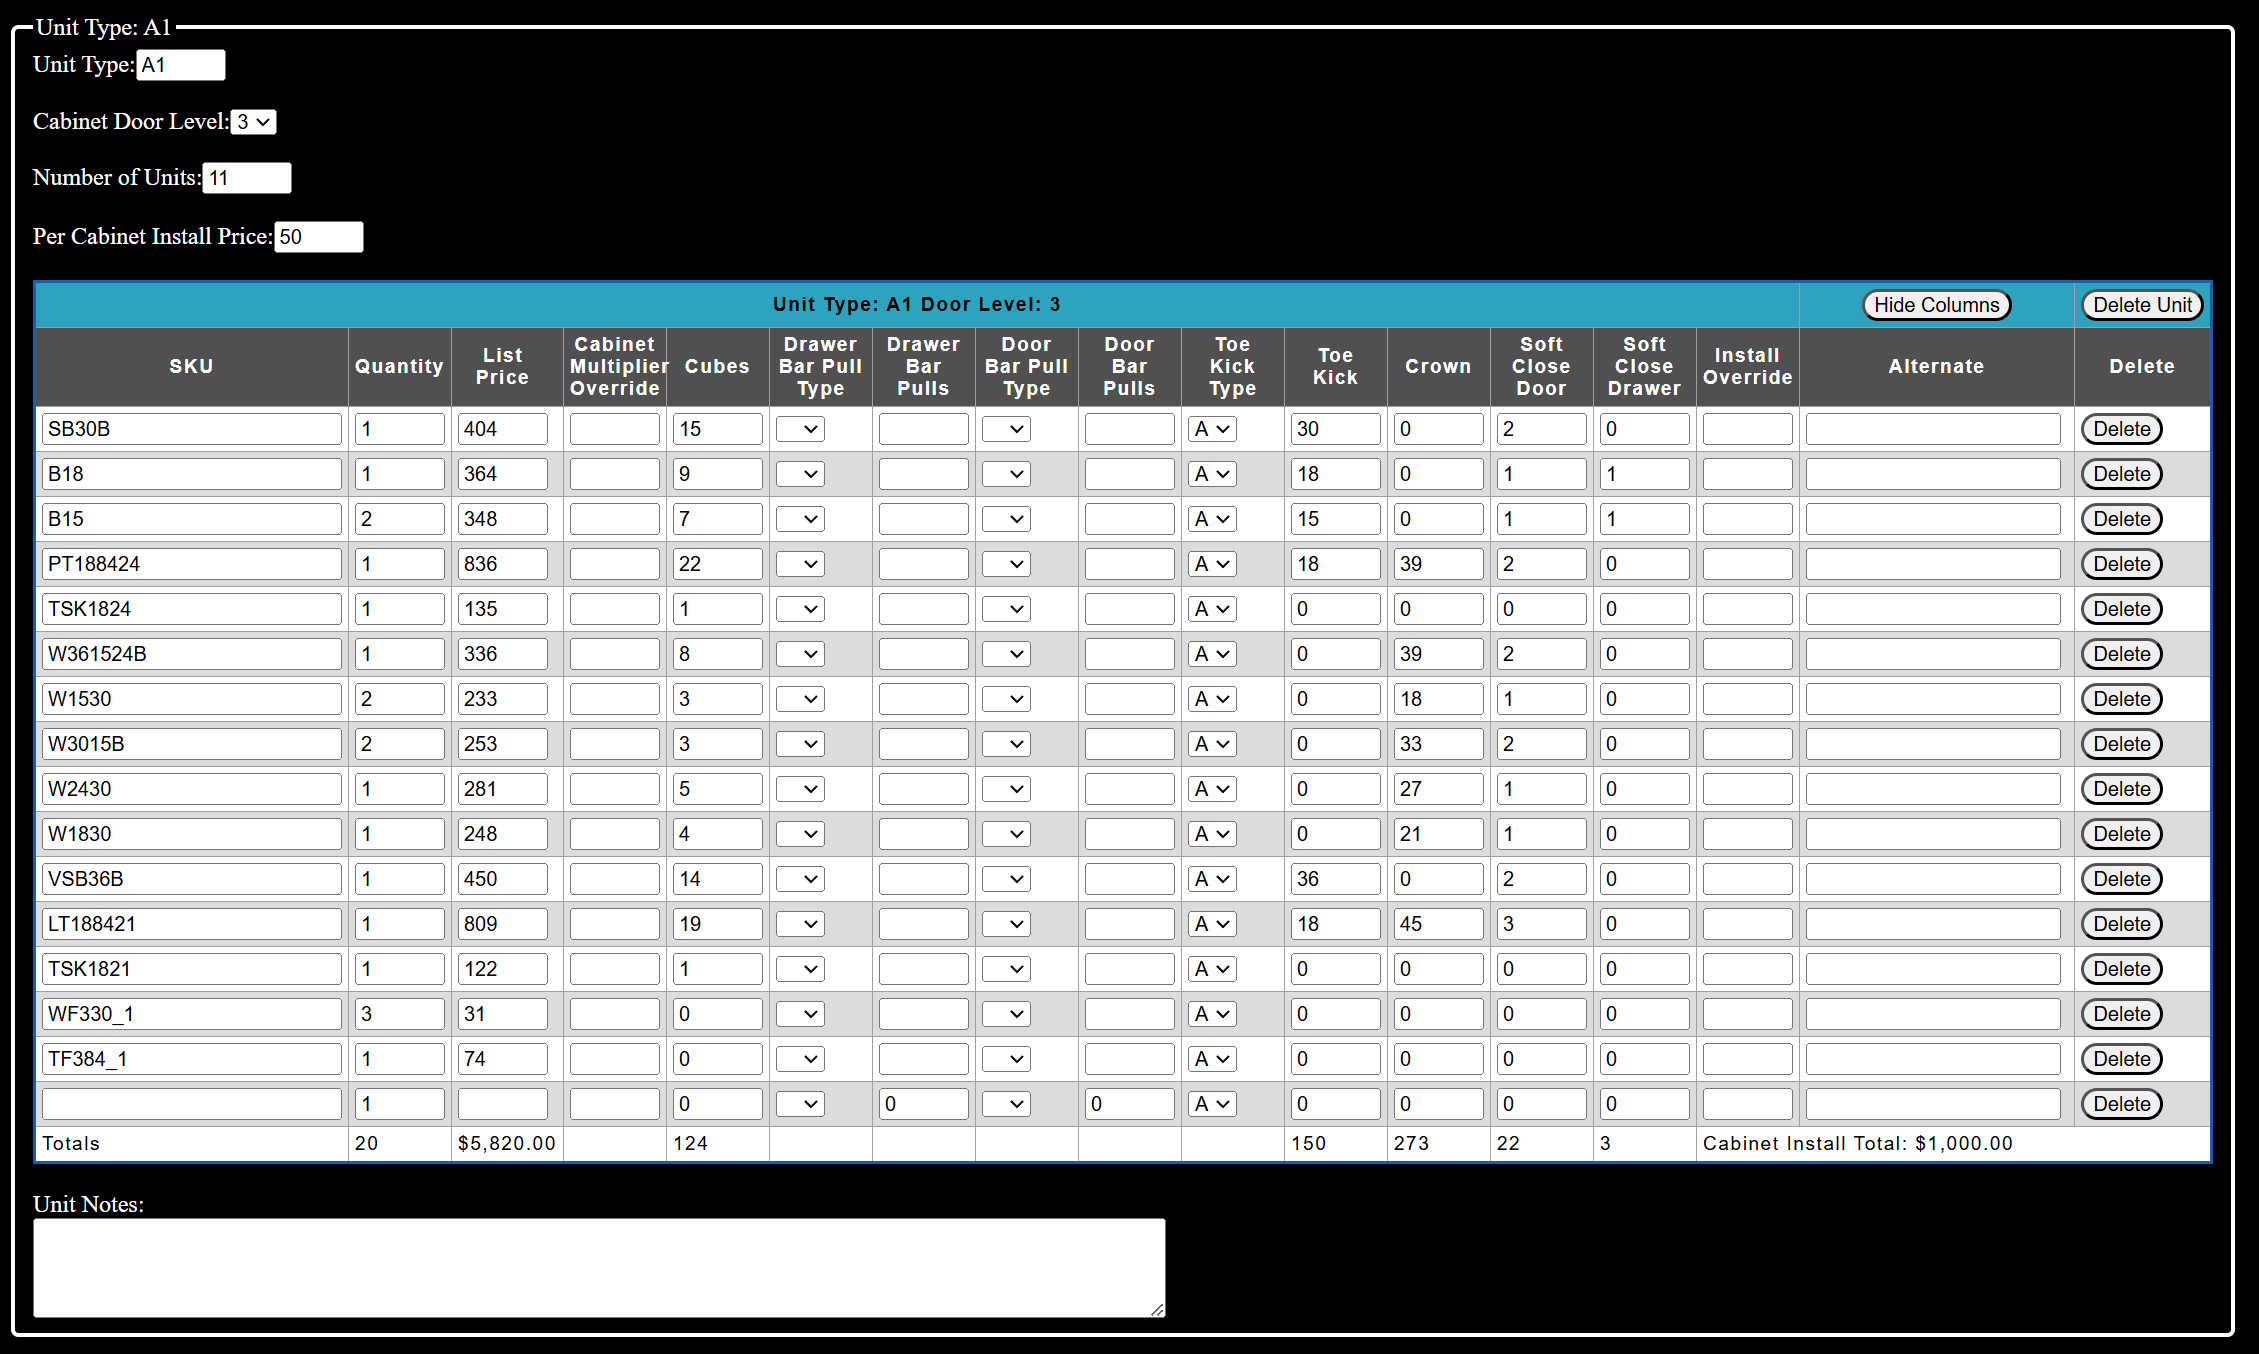 Unit Type: A1
Unit Type: A1
Cabinet Door Level: 3
Number of Units: 11
Per Cabinet Install Price: 50
Unit Type: A1 Door Level: 3 Hide Columns Delete Unit
SKU Quantity List Price Cabinet Multiplier Override Cubes Drawer Bar Pull Type Drawer Bar Pulls Door Bar Pull Type Door Bar Pulls Toe Kick Type Toe Kick Crown Soft Close Door Soft Close Drawer Install Override Alternate Delete
SB30B 1 404 15 A 30 0 2 0 Delete
B18 1 364 9 A 18 0 1 1 Delete
B15 2 348 7 A 15 0 1 1 Delete
PT188424 1 836 22 A 18 39 2 0 Delete
TSK1824 1 135 1 A 0 0 0 0 Delete
W361524B 1 336 8 A 0 39 2 0 Delete
W1530 2 233 3 A 0 18 1 0 Delete
W3015B 2 253 3 A 0 33 2 0 Delete
W2430 1 281 5 A 0 27 1 0 Delete
W1830 1 248 4 A 0 21 1 0 Delete
VSB36B 1 450 14 A 36 0 2 0 Delete
LT188421 1 809 19 A 18 45 3 0 Delete
TSK1821 1 122 1 A 0 0 0 0 Delete
WF330_1 3 31 0 A 0 0 0 0 Delete
TF384_1 1 74 0 A 0 0 0 0 Delete
1 0 0 0 A 0 0 0 0 Delete
Totals 20 $5,820.00 124 150 273 22 3 Cabinet Install Total: $1,000.00
Unit Notes: